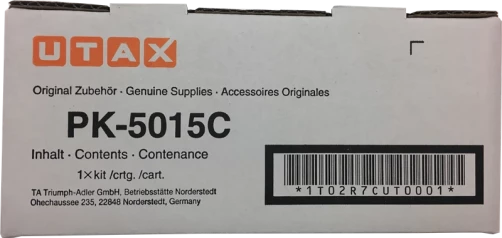 UTAX
Original Zubehör · Genuine Supplies · Accessoires Originales
PK-5015C
Inhalt · Contents · Contenance
1×kit /crtg. /cart.
TA Triumph-Adler GmbH, Betriebsstätte Norderstedt
Ohechaussee 235, 22848 Norderstedt, Germany
*1T02R7CUT0001*